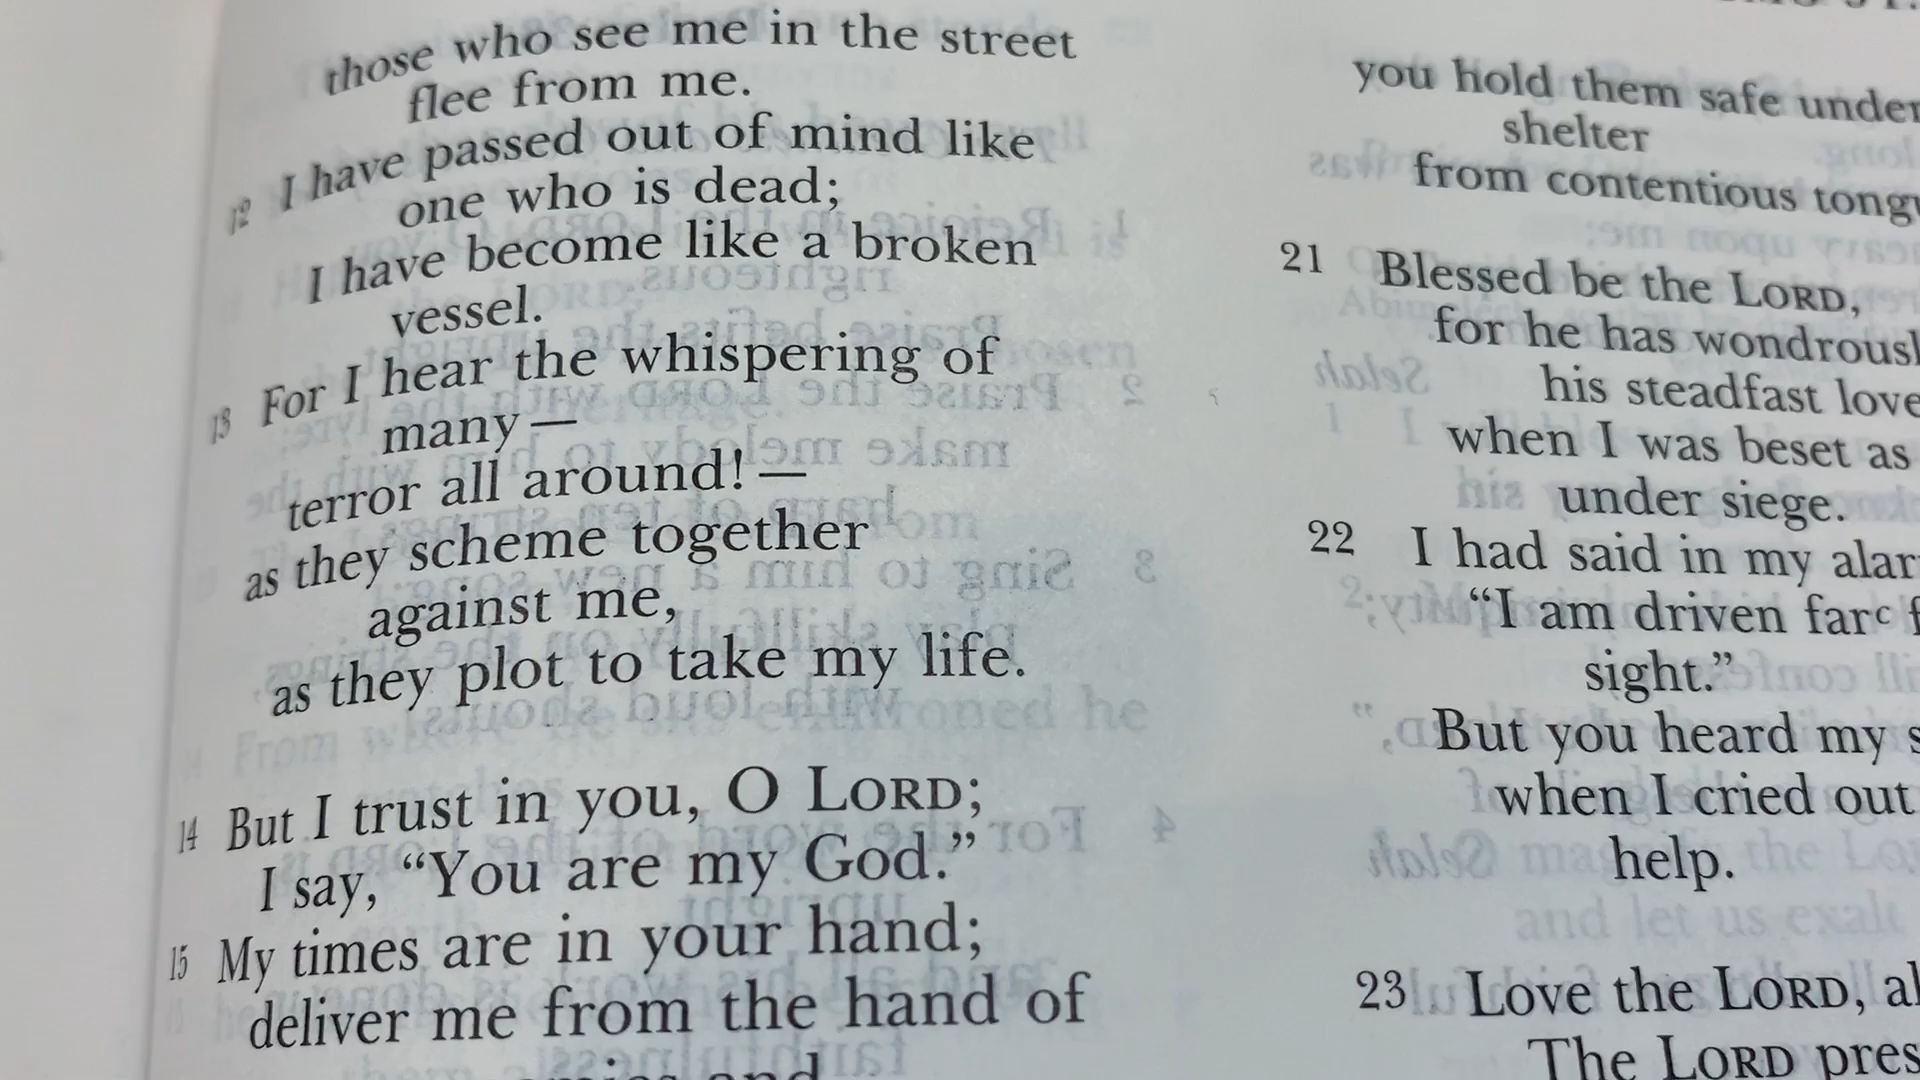 those who see me in the street
flee from me.
12 I have passed out of mind like
one who is dead;
I have become like a broken
vessel.
13 For I hear the whispering of
many—
terror all around!—
as they scheme together
against me,
as they plot to take my life.
14 But I trust in you, O LORD;
I say, “You are my God.”
15 My times are in your hand;
deliver me from the hand of
and
you hold them safe under
shelter
from contentious
21 Blessed be the LORD,
for he has
his steadfast love
when I was beset as
under siege.
22 I had said in my
“I am driven farᶜ
sight.”
But you heard my
when I cried out
help.
23 Love the LORD,
The LORD